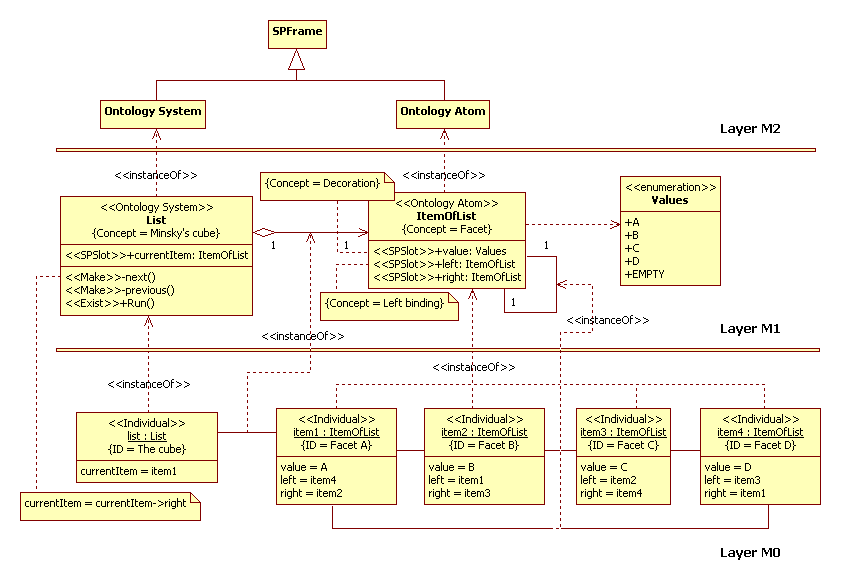 SPFrame
Ontology System
Ontology Atom
Layer M2
<<instanceOf>>
<<instanceOf>>
{Concept = Decoration}
<<Ontology System>>
List
{Concept = Minsky's cube}
<<SPSlot>>+currentItem: ItemOfList
<<Make>>-next()
<<Make>>-previous()
<<Exist>>+Run()
1
1
<<Ontology Atom>>
ItemOfList
{Concept = Facet}
<<SPSlot>>+value: Values
<<SPSlot>>+left: ItemOfList
<<SPSlot>>+right: ItemOfList
1
1
<<enumeration>>
Values
+A
+B
+C
+D
+EMPTY
{Concept = Left binding}
<<instanceOf>>
<<instanceOf>>
Layer M1
<<instanceOf>>
<<instanceOf>>
<<Individual>>
list : List
{ID = The cube}
currentItem = item1
<<Individual>>
item1 : ItemOfList
{ID = Facet A}
value = A
left = item4
right = item2
<<Individual>>
item2 : ItemOfList
{ID = Facet B}
value = B
left = item1
right = item3
<<Individual>>
item3 : ItemOfList
{ID = Facet C}
value = C
left = item2
right = item4
<<Individual>>
item4 : ItemOfList
{ID = Facet D}
value = D
left = item3
right = item1
currentItem = currentItem->right
Layer M0